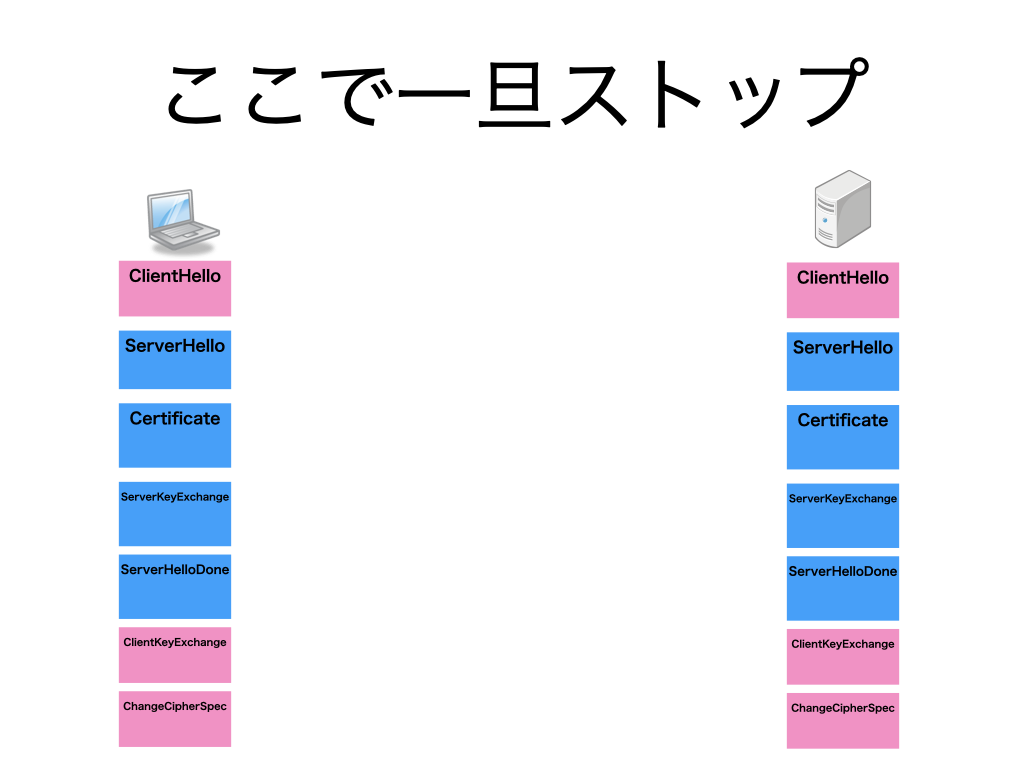 ここで一旦ストップ
ClientHello
ServerHello
Certificate
ServerKeyExchange
ServerHelloDone
ClientKeyExchange
ChangeCipherSpec
ClientHello
ServerHello
Certificate
ServerKeyExchange
ServerHelloDone
ClientKeyExchange
ChangeCipherSpec